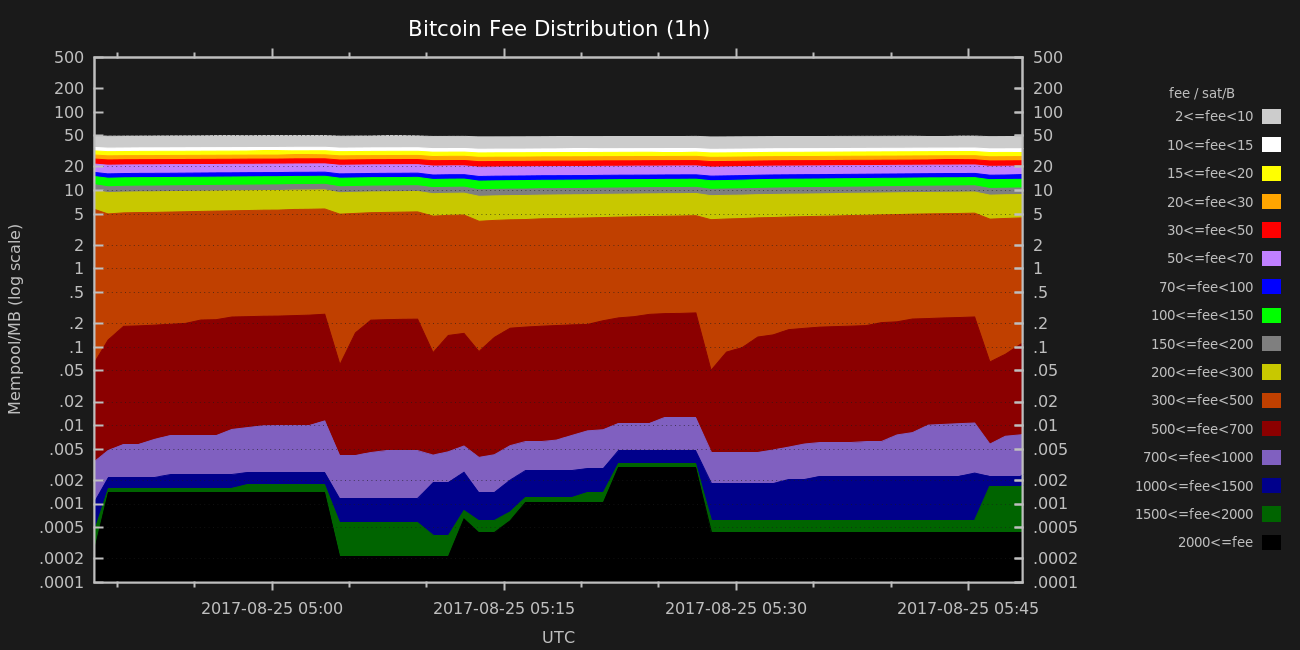 Bitcoin Fee Distribution (1h)
Mempool/MB (log scale)
500
200
100
50
20
10
5
2
1
.5
.2
.1
.05
.02
.01
.005
.002
.001
.0005
.0002
.0001
500
200
100
50
20
10
5
2
1
.5
.2
.1
.05
.02
.01
.005
.002
.001
.0005
.0002
.0001
2017-08-25 05:00
2017-08-25 05:15
2017-08-25 05:30
2017-08-25 05:45
UTC
fee / sat/B
2<=fee<10
10<=fee<15
15<=fee<20
20<=fee<30
30<=fee<50
50<=fee<70
70<=fee<100
100<=fee<150
150<=fee<200
200<=fee<300
300<=fee<500
500<=fee<700
700<=fee<1000
1000<=fee<1500
1500<=fee<2000
2000<=fee